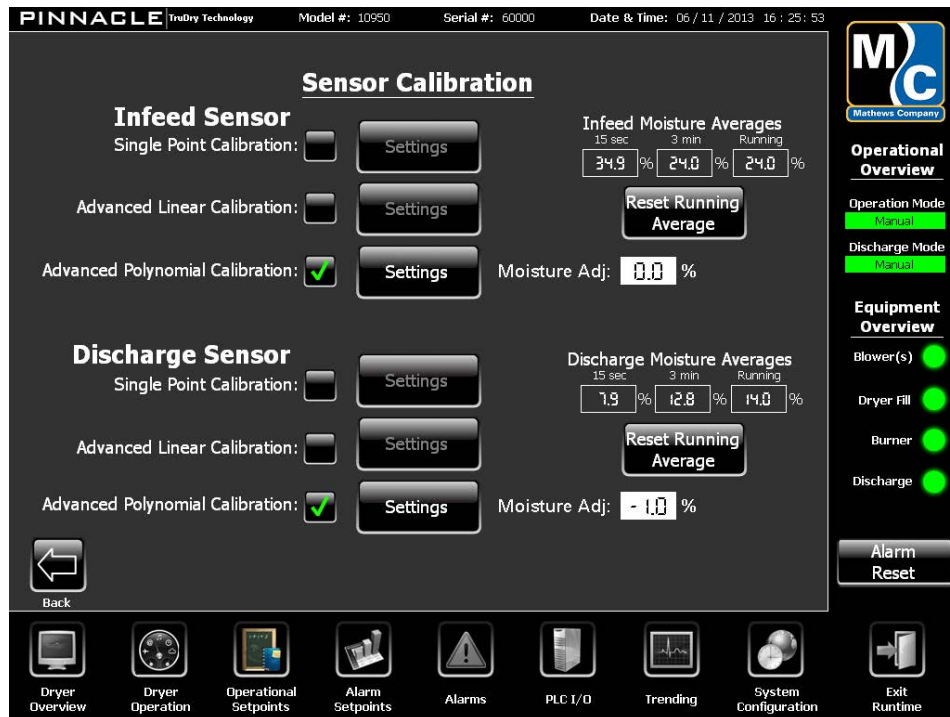 PINNACLE TruDry Technology Model #: 10950 Serial #: 60000 Date & Time: 06 / 11 / 2013 16 : 25 : 53
MC
Mathews Company
Sensor Calibration
Infeed Sensor
Single Point Calibration: Settings
Advanced Linear Calibration: Settings
Advanced Polynomial Calibration: Settings Moisture Adj: 0.0 %
Infeed Moisture Averages
15 sec 3 min Running
34.9 % 24.0 % 24.0 %
Reset Running
Average
Discharge Sensor
Single Point Calibration: Settings
Advanced Linear Calibration: Settings
Advanced Polynomial Calibration: Settings Moisture Adj: - 1.0 %
Discharge Moisture Averages
15 sec 3 min Running
7.9 % 12.8 % 14.0 %
Reset Running
Average
Back
Operational
Overview
Operation Mode
Manual
Discharge Mode
Manual
Equipment
Overview
Blower(s)
Dryer Fill
Burner
Discharge
Alarm
Reset
Dryer
Overview
Dryer
Operation
Operational
Setpoints
Alarm
Setpoints
Alarms
PLC I/O
Trending
System
Configuration
Exit
Runtime